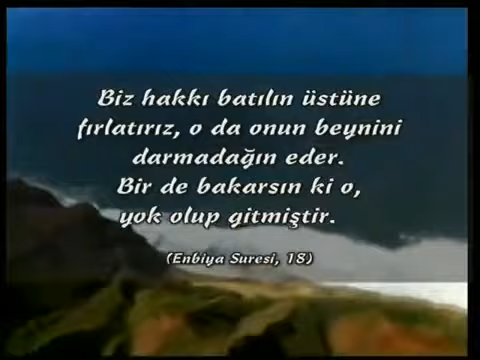 Biz hakkı batılın üstüne
fırlatırız, o da onun beynini
darmadağın eder.
Bir de bakarsın ki o,
yok olup gitmiştir.
(Enbiya Suresi, 18)